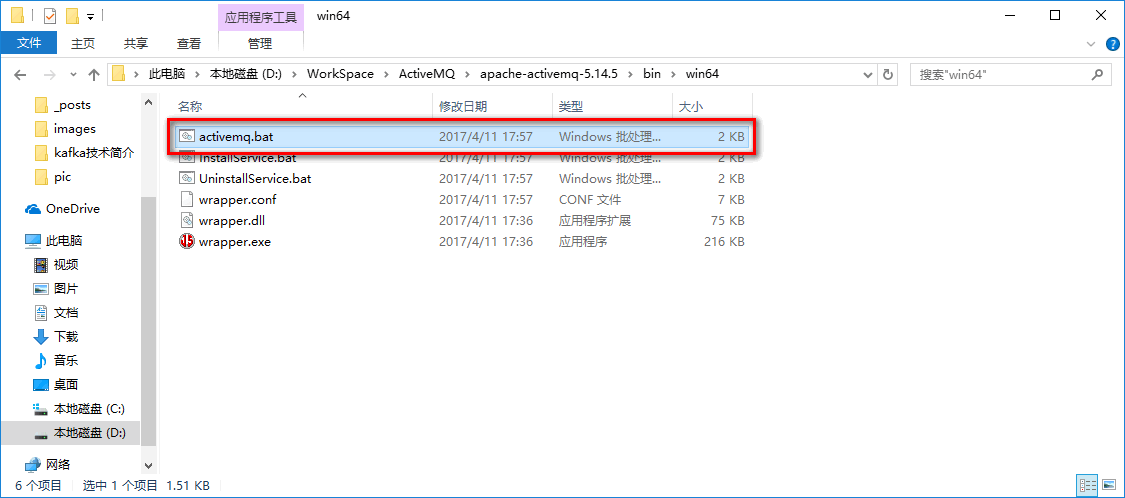 应用程序工具 win64
文件 主页 共享 查看 管理
此电脑 本地磁盘 (D:) WorkSpace ActiveMQ apache-activemq-5.14.5 bin win64 搜索"win64"
名称 修改日期 类型 大小
_posts
images
kafka技术简介
pic
OneDrive
此电脑
视频
图片
文档
下载
音乐
桌面
本地磁盘 (C:)
本地磁盘 (D:)
网络
activemq.bat 2017/4/11 17:57 Windows 批处理... 2 KB
InstallService.bat 2017/4/11 17:57 Windows 批处理... 2 KB
UninstallService.bat 2017/4/11 17:57 Windows 批处理... 2 KB
wrapper.conf 2017/4/11 17:57 CONF 文件 7 KB
wrapper.dll 2017/4/11 17:36 应用程序扩展 75 KB
wrapper.exe 2017/4/11 17:36 应用程序 216 KB
6 个项目 选中 1 个项目 1.51 KB